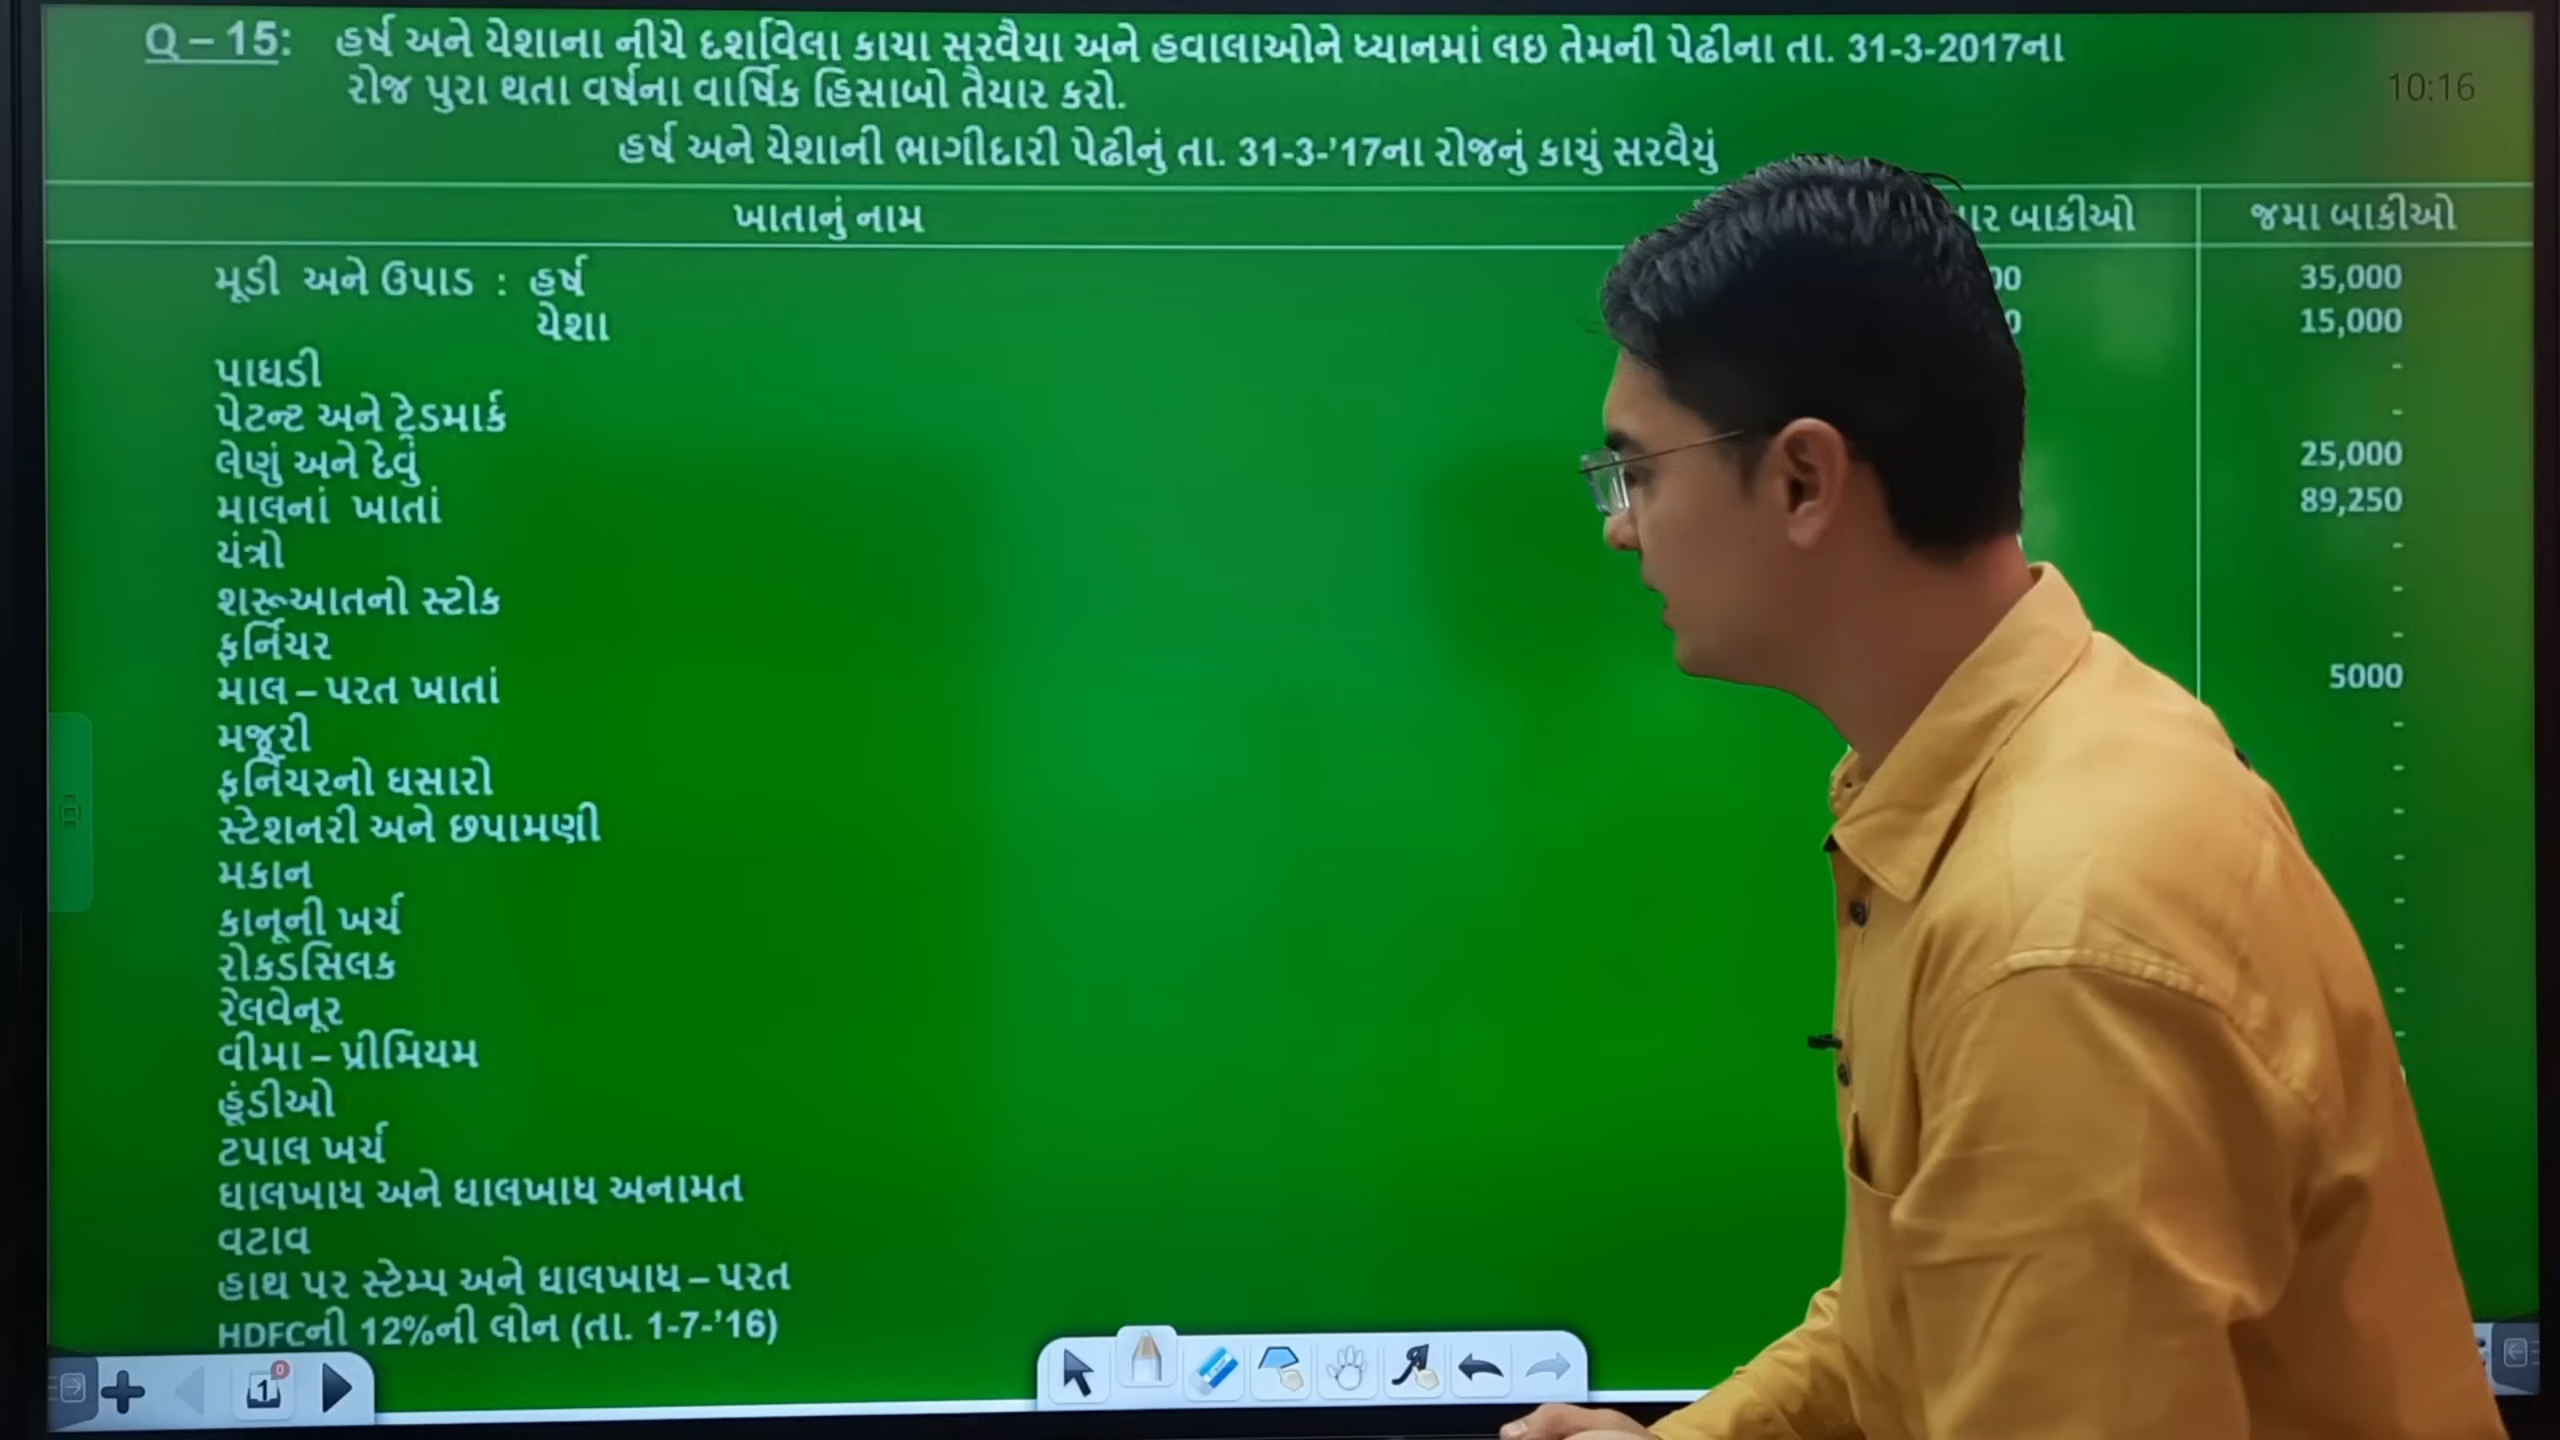 Q – 15: હર્ષ અને યેશાના નીચે દર્શાવેલા કાચા સરવૈયા અને હવાલાઓને ધ્યાનમાં લઇ તેમની પેઢીના તા. 31-3-2017ના
રોજ પુરા થતા વર્ષના વાર્ષિક હિસાબો તૈયાર કરો.
10:16
હર્ષ અને યેશાની ભાગીદારી પેઢીનું તા. 31-3-’17ના રોજનું કાચું સરવૈયું
ખાતાનું નામ બાકીઓ જમા બાકીઓ
મૂડી અને ઉપાડ : હર્ષ 35,000
યેશા 15,000
પાઘડી -
પેટન્ટ અને ટ્રેડમાર્ક -
લેણું અને દેવું 25,000
માલનાં ખાતાં 89,250
યંત્રો -
શરૂઆતનો સ્ટોક -
ફર્નિચર -
માલ – પરત ખાતાં 5000
મજૂરી -
ફર્નિચરનો ઘસારો -
સ્ટેશનરી અને છપામણી -
મકાન -
કાનૂની ખર્ચ -
રોકડસિલક -
રેલવેનૂર -
વીમા – પ્રીમિયમ -
હૂંડીઓ
ટપાલ ખર્ચ
ઘાલખાધ અને ઘાલખાધ અનામત
વટાવ
હાથ પર સ્ટેમ્પ અને ઘાલખાધ – પરત
HDFCની 12%ની લોન (તા. 1-7-’16)
1
0